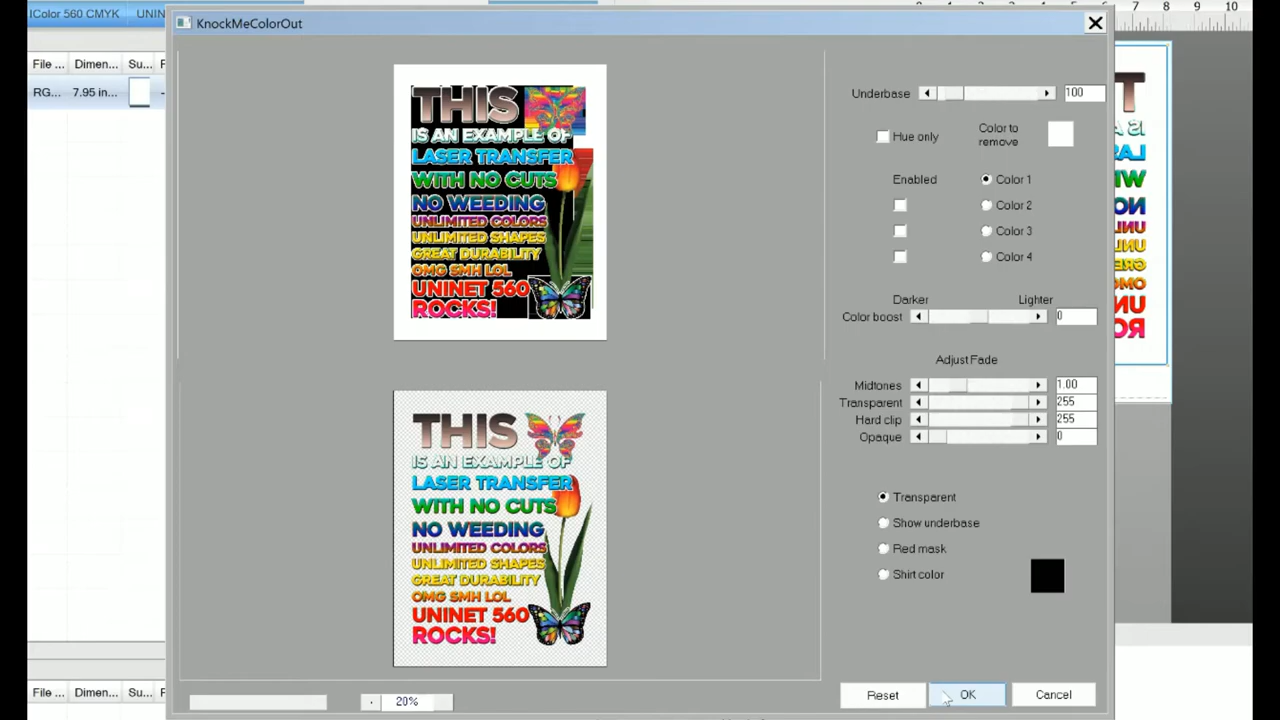 IColor 560 CMYK UNIN
KnockMeColorOut
6 7 8 9 10
File ... Dimen... Su...
RG... 7.95 in...
THIS
IS AN EXAMPLE OF
LASER TRANSFER
WITH NO CUTS
NO WEEDING
UNLIMITED COLORS
UNLIMITED SHAPES
GREAT DURABILITY
OMG SMH LOL
UNINET 560
ROCKS!
THIS
IS AN EXAMPLE OF
LASER TRANSFER
WITH NO CUTS
NO WEEDING
UNLIMITED COLORS
UNLIMITED SHAPES
GREAT DURABILITY
OMG SMH LOL
UNINET 560
ROCKS!
Underbase 100
Hue only Color to remove
Enabled Color 1
Color 2
Color 3
Color 4
Darker Lighter
Color boost 0
Adjust Fade
Midtones 1.00
Transparent 255
Hard clip 255
Opaque 0
Transparent
Show underbase
Red mask
Shirt color
File ... Dimen... Su...
20%
Reset OK Cancel